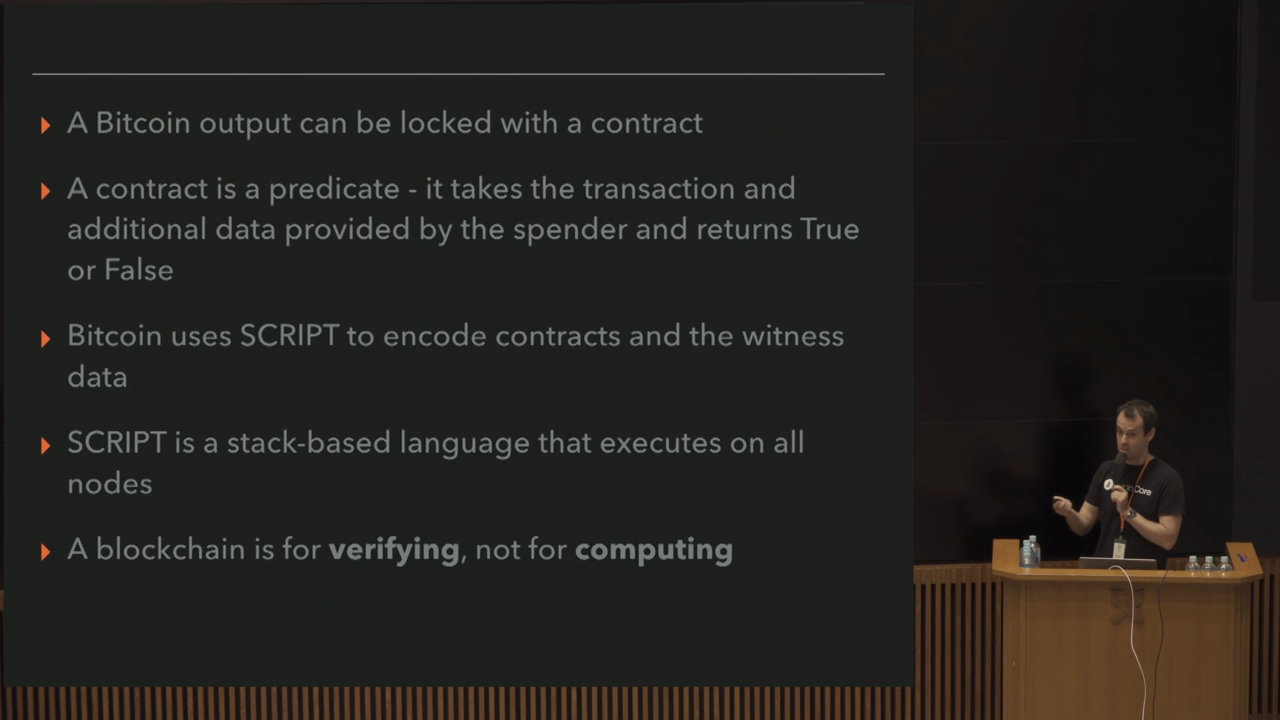 A Bitcoin output can be locked with a contract
A contract is a predicate - it takes the transaction and
additional data provided by the spender and returns True
or False
Bitcoin uses SCRIPT to encode contracts and the witness
data
SCRIPT is a stack-based language that executes on all
nodes
A blockchain is for verifying, not for computing
Core